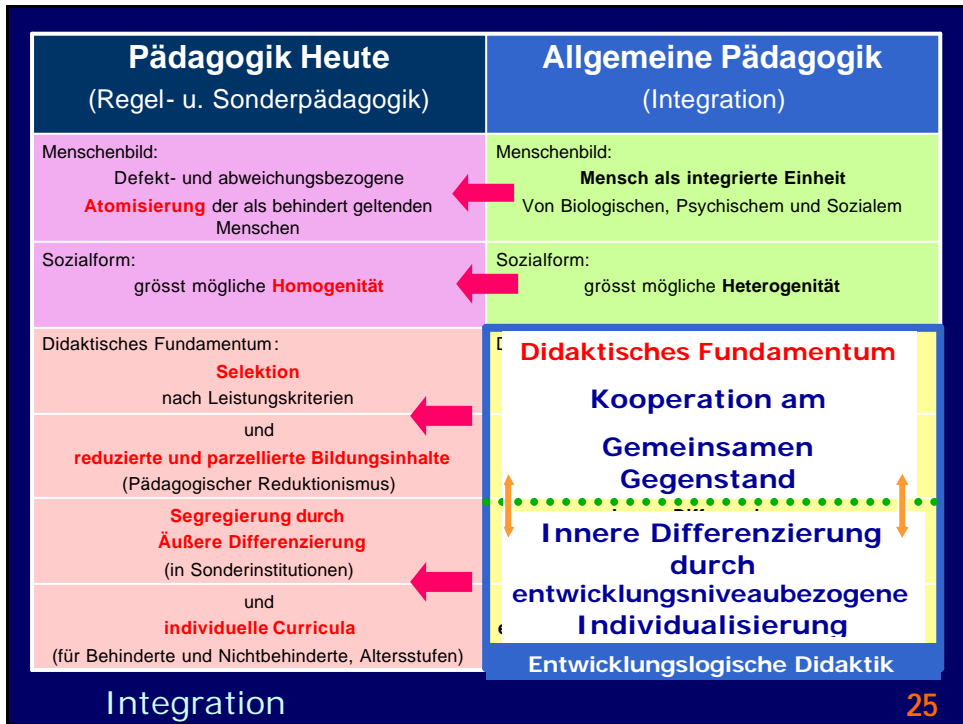 Pädagogik Heute
(Regel- u. Sonderpädagogik)
Allgemeine Pädagogik
(Integration)
Menschenbild:
Defekt- und abweichungsbezogene
Atomisierung der als behindert geltenden
Menschen
Menschenbild:
Mensch als integrierte Einheit
Von Biologischen, Psychischem und Sozialem
Sozialform:
grösst mögliche Homogenität
Sozialform:
grösst mögliche Heterogenität
Didaktisches Fundamentum:
Selektion
nach Leistungskriterien
und
reduzierte und parzellierte Bildungsinhalte
(Pädagogischer Reduktionismus)
Segregierung durch
Äußere Differenzierung
(in Sonderinstitutionen)
und
individuelle Curricula
(für Behinderte und Nichtbehinderte, Altersstufen)
Didaktisches Fundamentum
Kooperation am
Gemeinsamen
Gegenstand
Innere Differenzierung
durch
entwicklungsniveaubezogene
Individualisierung
Entwicklungslogische Didaktik
Integration
25